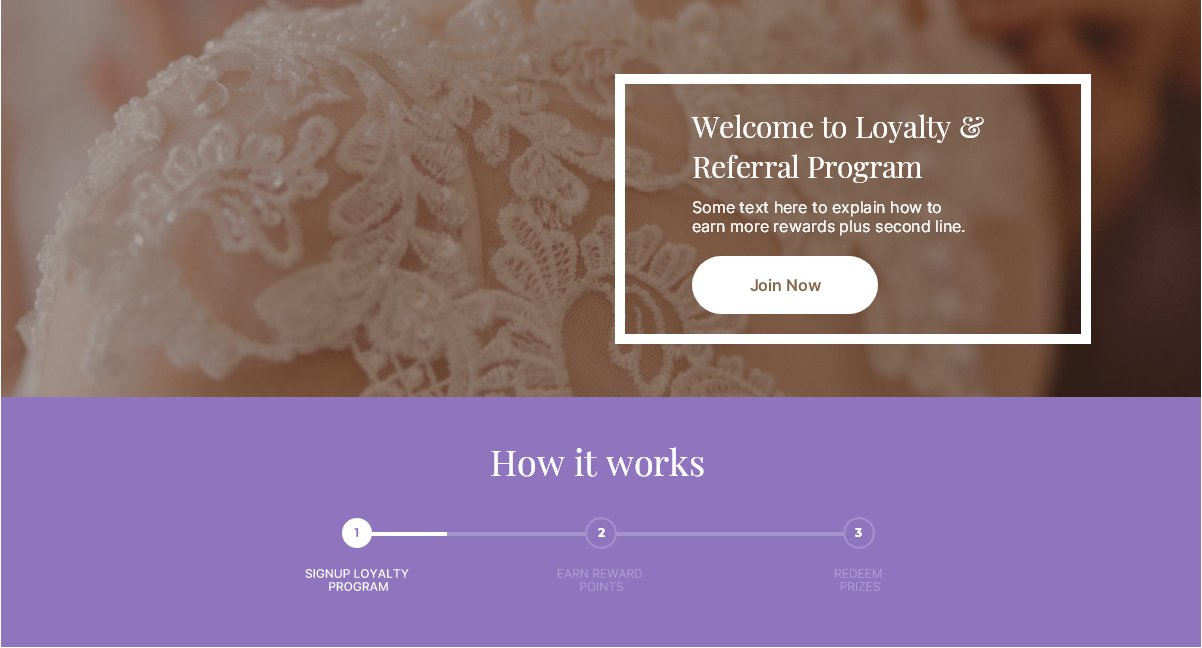 Welcome to Loyalty &
Referral Program
Some text here to explain how to
earn more rewards plus second line.
Join Now
How it works
1
2
3
SIGNUP LOYALTY
PROGRAM
EARN REWARD
POINTS
REDEEM
PRIZES